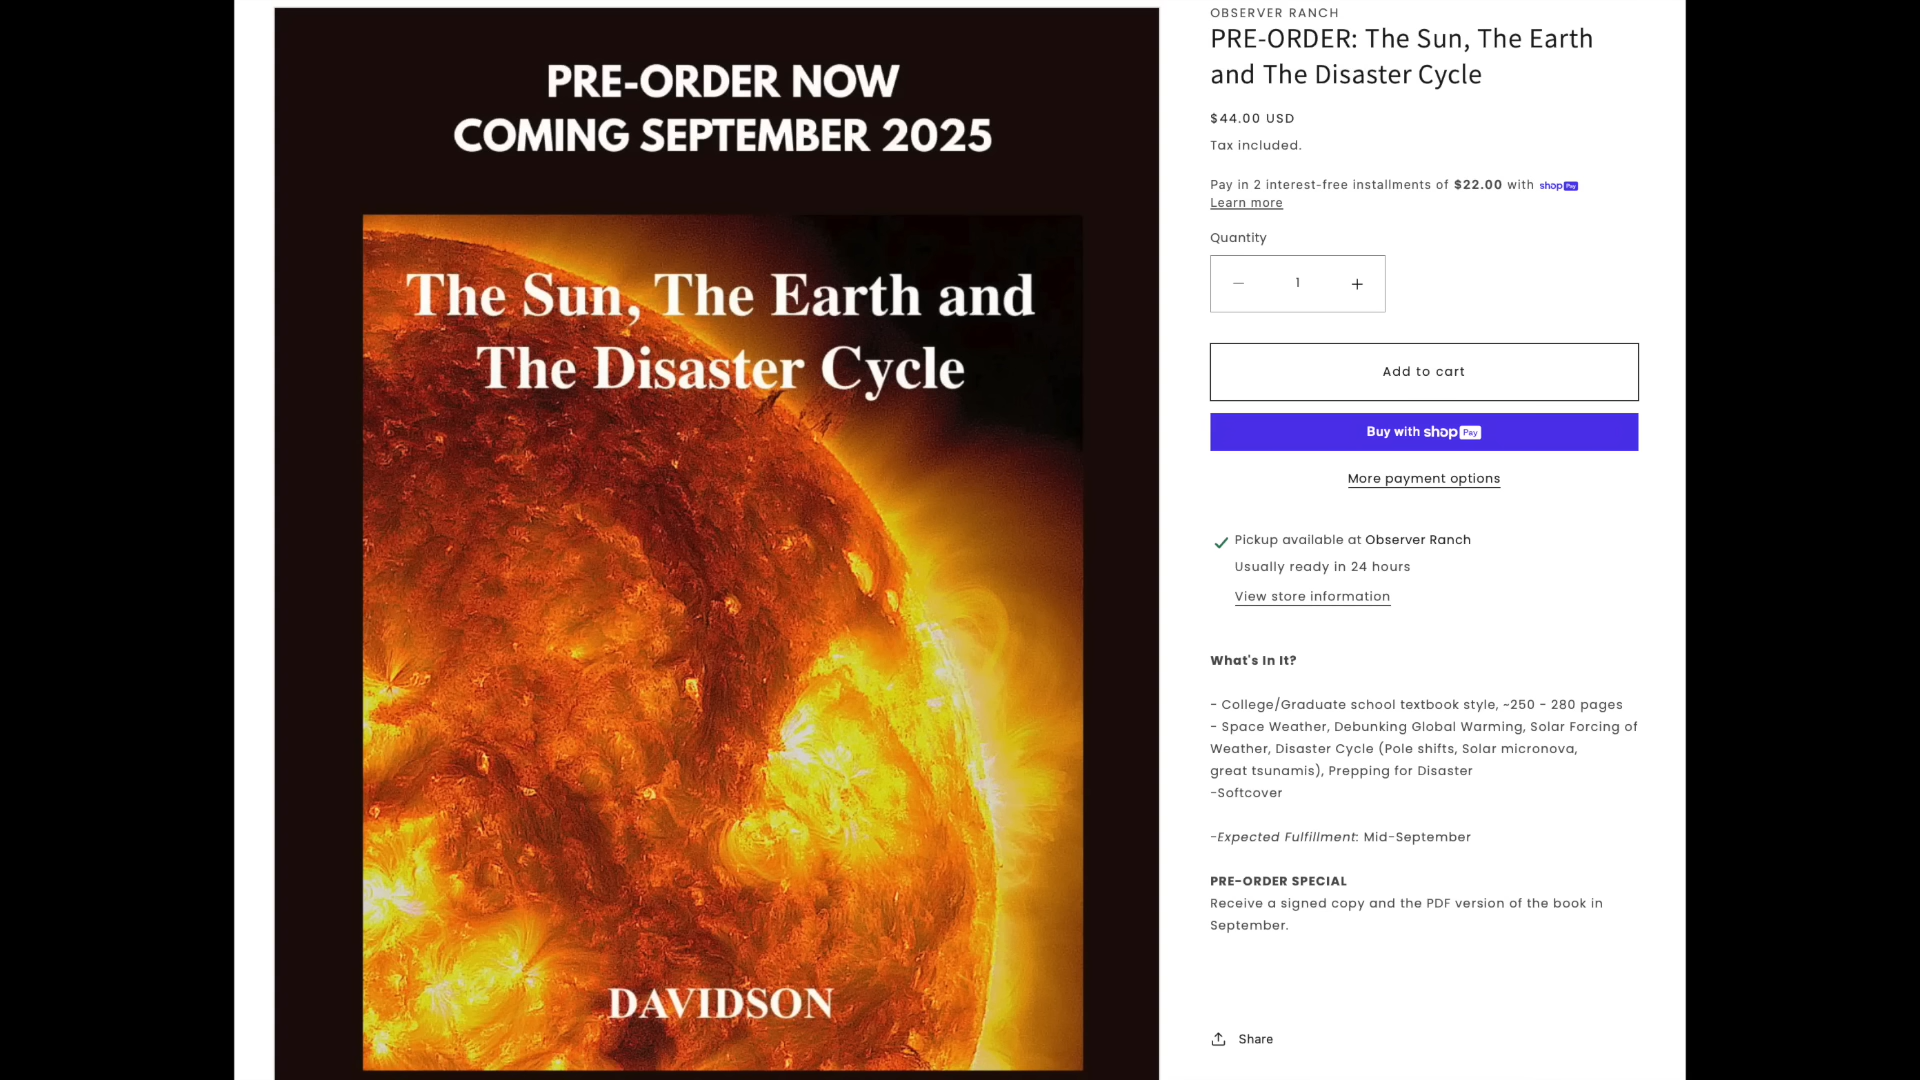 PRE-ORDER NOW
COMING SEPTEMBER 2025
The Sun, The Earth and
The Disaster Cycle
DAVIDSON
OBSERVER RANCH
PRE-ORDER: The Sun, The Earth
and The Disaster Cycle
$44.00 USD
Tax included.
Pay in 2 interest-free installments of $22.00 with shop Pay
Learn more
Quantity
− 1 +
Add to cart
Buy with shop Pay
More payment options
Pickup available at Observer Ranch
Usually ready in 24 hours
View store information
What's In It?
- College/Graduate school textbook style, ~250 - 280 pages
- Space Weather, Debunking Global Warming, Solar Forcing of
Weather, Disaster Cycle (Pole shifts, Solar micronova,
great tsunamis), Prepping for Disaster
-Softcover
-Expected Fulfillment: Mid-September
PRE-ORDER SPECIAL
Receive a signed copy and the PDF version of the book in
September.
Share